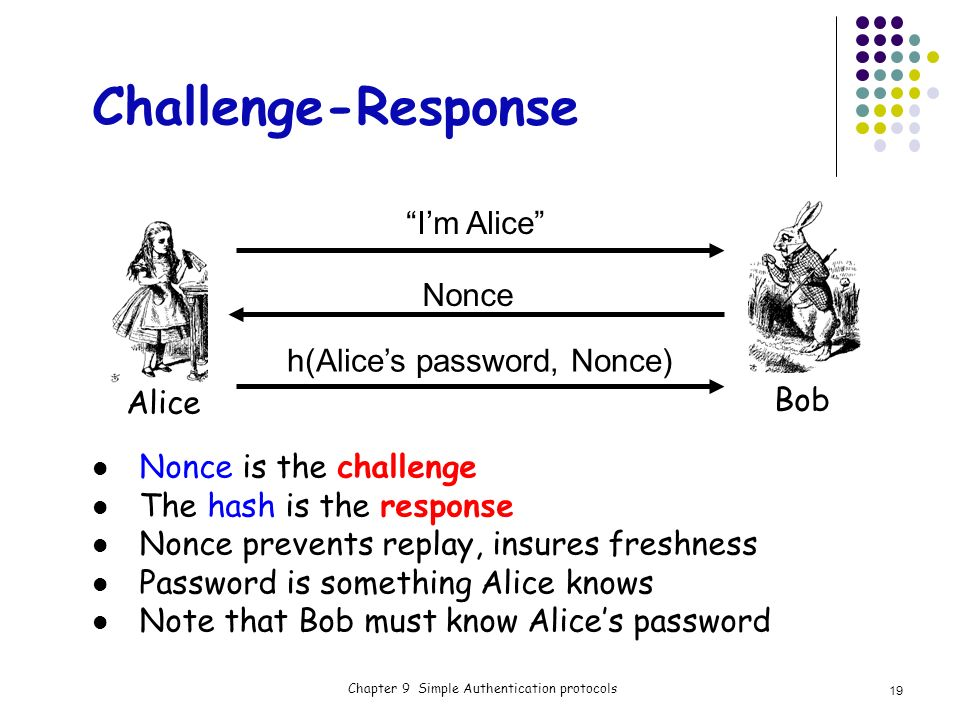 Challenge-Response
“I’m Alice”
Nonce
h(Alice’s password, Nonce)
Alice
Bob
● Nonce is the challenge
● The hash is the response
● Nonce prevents replay, insures freshness
● Password is something Alice knows
● Note that Bob must know Alice’s password
Chapter 9 Simple Authentication protocols
19